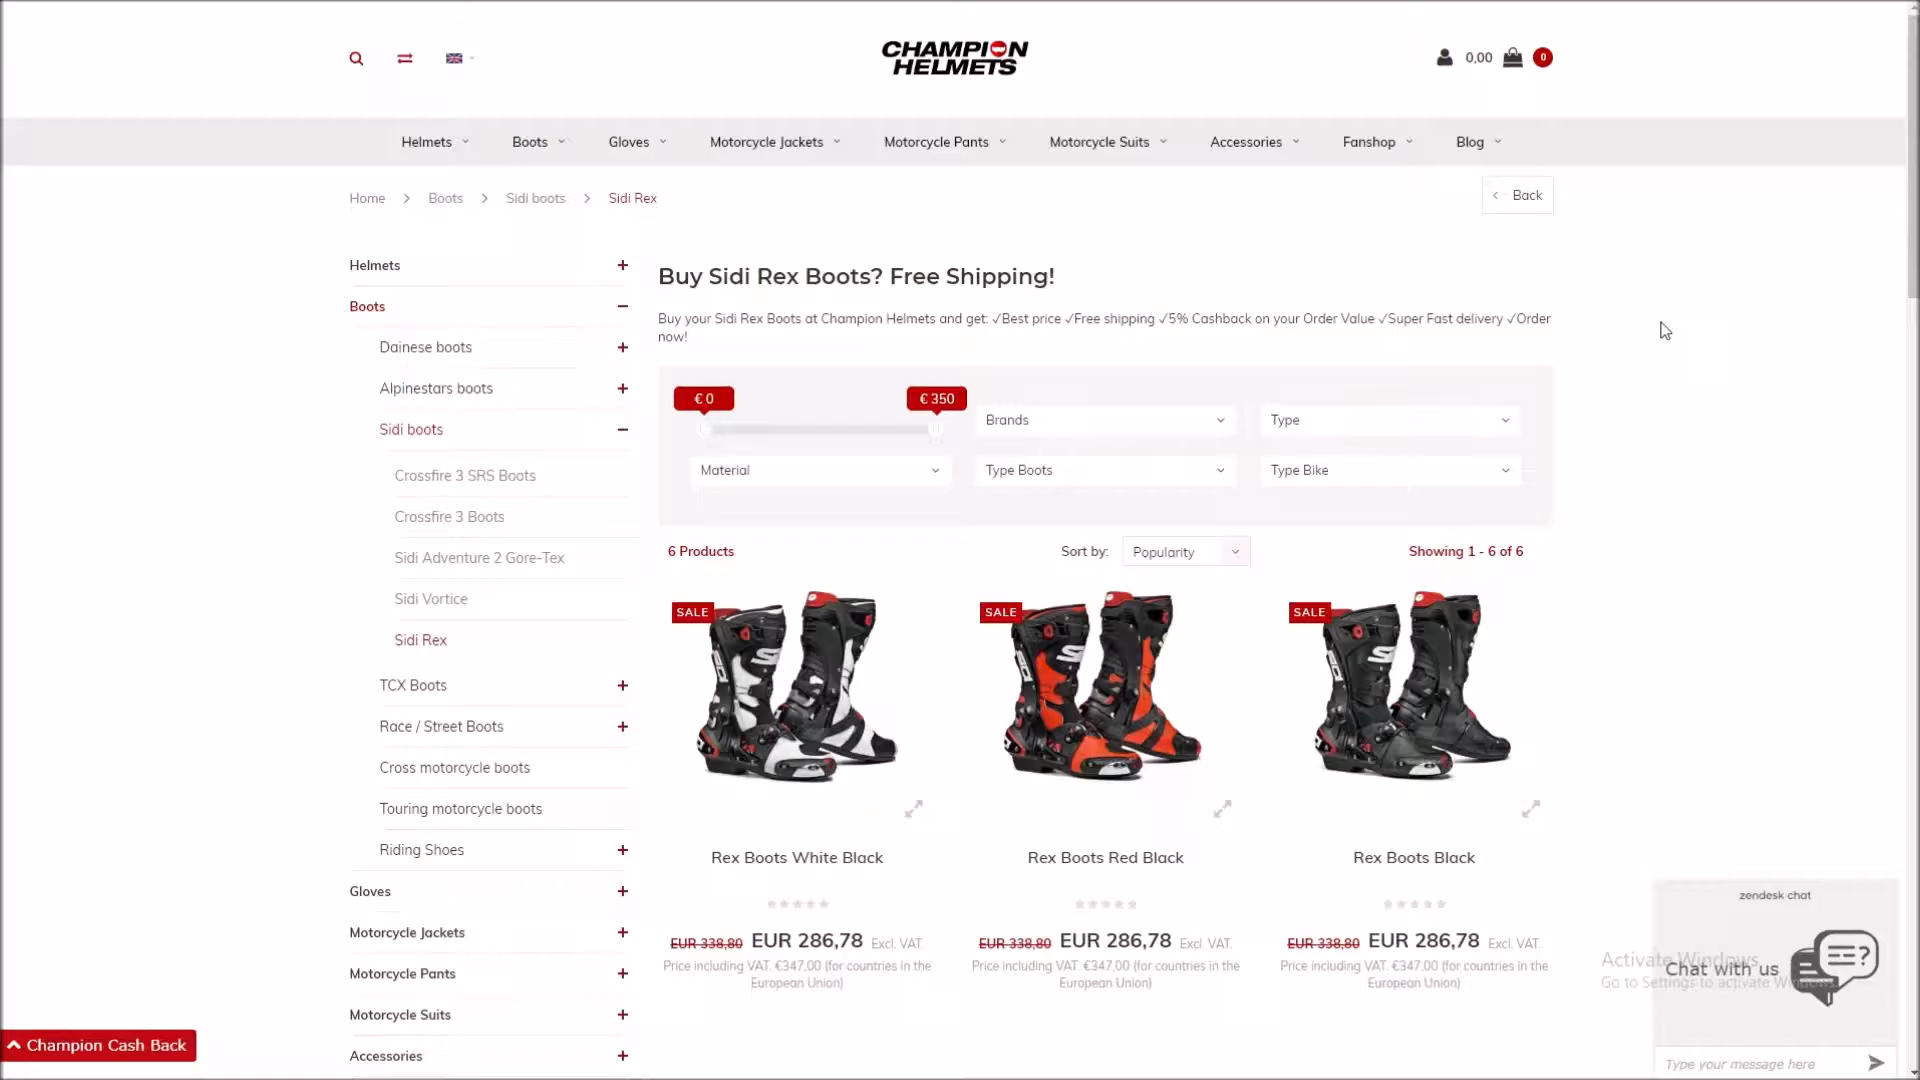 CHAMPION
HELMETS
0,00
0
Helmets
Boots
Gloves
Motorcycle Jackets
Motorcycle Pants
Motorcycle Suits
Accessories
Fanshop
Blog
Home
Boots
Sidi boots
Sidi Rex
Back
Helmets
Boots
Dainese boots
Alpinestars boots
Sidi boots
Crossfire 3 SRS Boots
Crossfire 3 Boots
Sidi Adventure 2 Gore-Tex
Sidi Vortice
Sidi Rex
TCX Boots
Race / Street Boots
Cross motorcycle boots
Touring motorcycle boots
Riding Shoes
Gloves
Motorcycle Jackets
Motorcycle Pants
Motorcycle Suits
Accessories
Champion Cash Back
Buy Sidi Rex Boots? Free Shipping!
Buy your Sidi Rex Boots at Champion Helmets and get: ✓Best price ✓Free shipping ✓5% Cashback on your Order Value ✓Super Fast delivery ✓Order
now!
€ 0
€ 350
Brands
Type
Material
Type Boots
Type Bike
6 Products
Sort by:
Popularity
Showing 1 - 6 of 6
SALE
SALE
SALE
Rex Boots White Black
Rex Boots Red Black
Rex Boots Black
EUR 338,80 EUR 286,78 Excl. VAT.
Price including VAT. €347,00 (for countries in the
European Union)
EUR 338,80 EUR 286,78 Excl. VAT.
Price including VAT. €347,00 (for countries in the
European Union)
EUR 338,80 EUR 286,78 Excl. VAT.
Price including VAT. €347,00 (for countries in the
European Union)
zendesk chat
Activate Windows
Chat with us
Go to Settings to activate
Type your message here